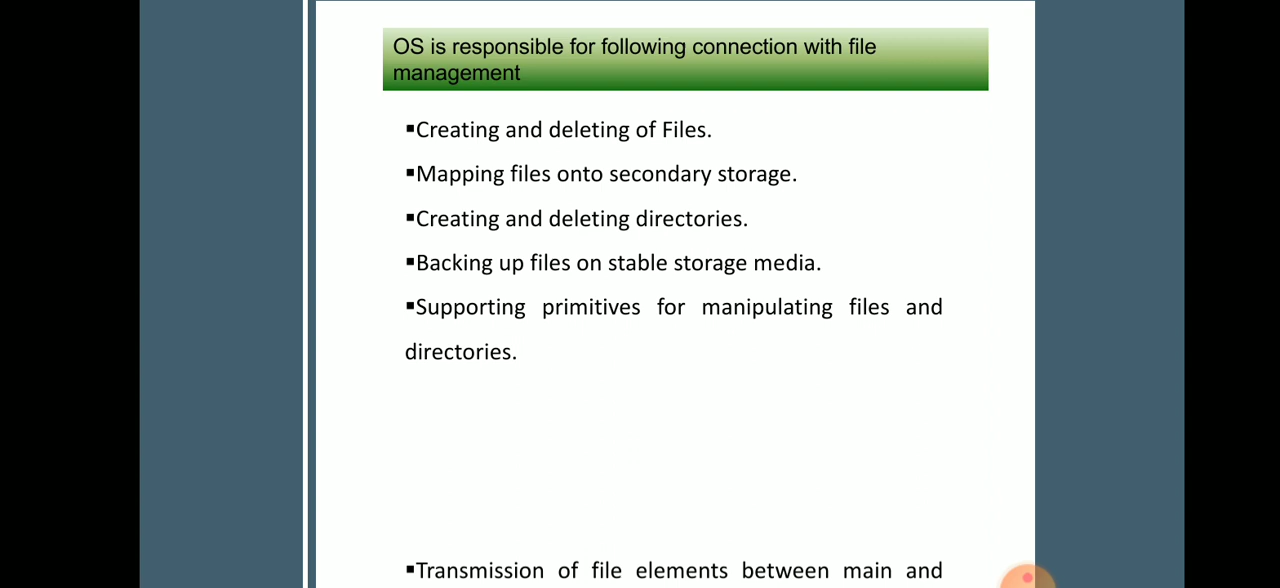 OS is responsible for following connection with file
management
▪Creating and deleting of Files.
▪Mapping files onto secondary storage.
▪Creating and deleting directories.
▪Backing up files on stable storage media.
▪Supporting primitives for manipulating files and
directories.
▪Transmission of file elements between main and